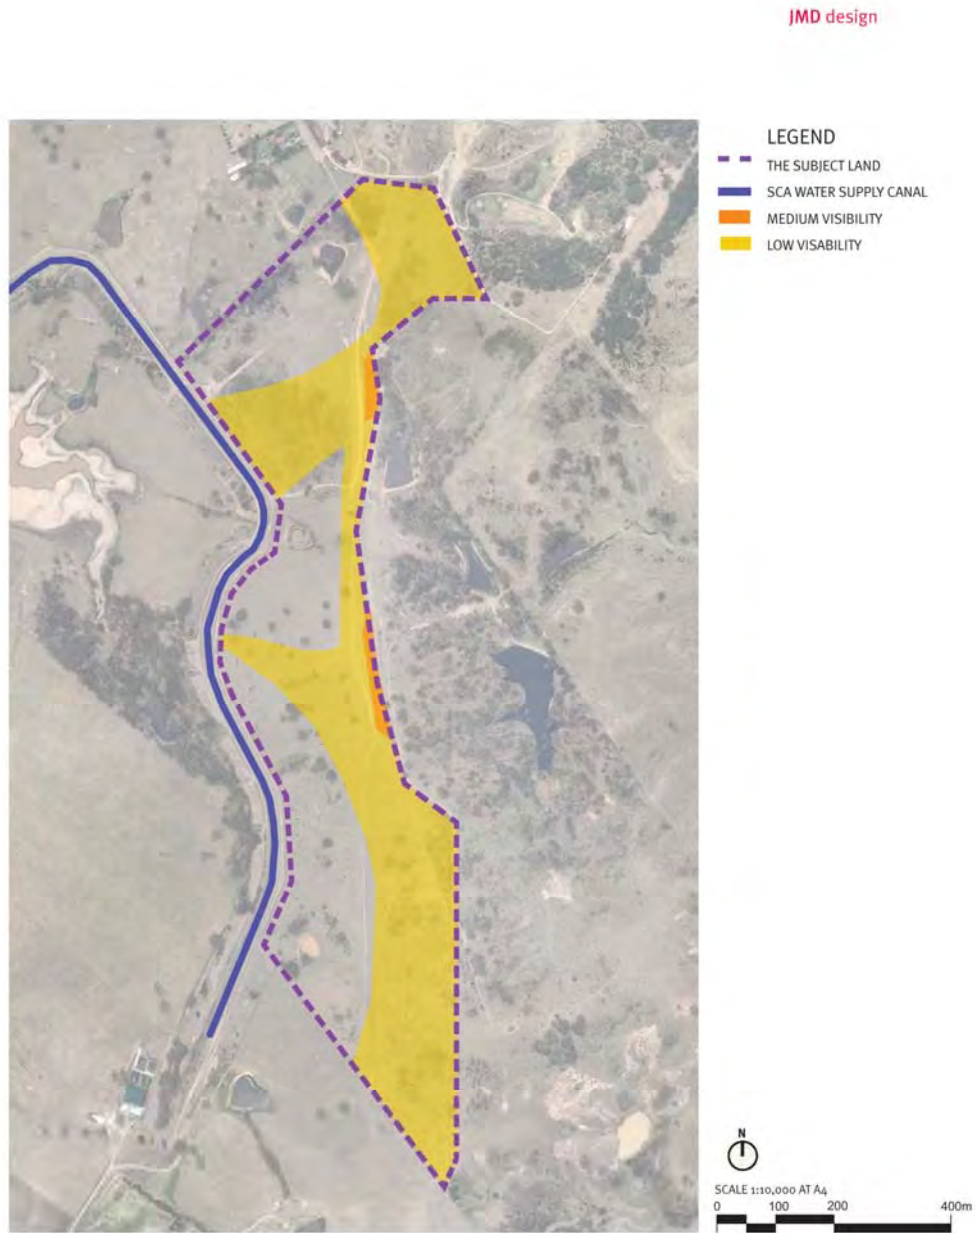 JMD design
LEGEND
THE SUBJECT LAND
SCA WATER SUPPLY CANAL
MEDIUM VISIBILITY
LOW VISABILITY
N
SCALE 1:10,000 AT A4
0 100 200 400m